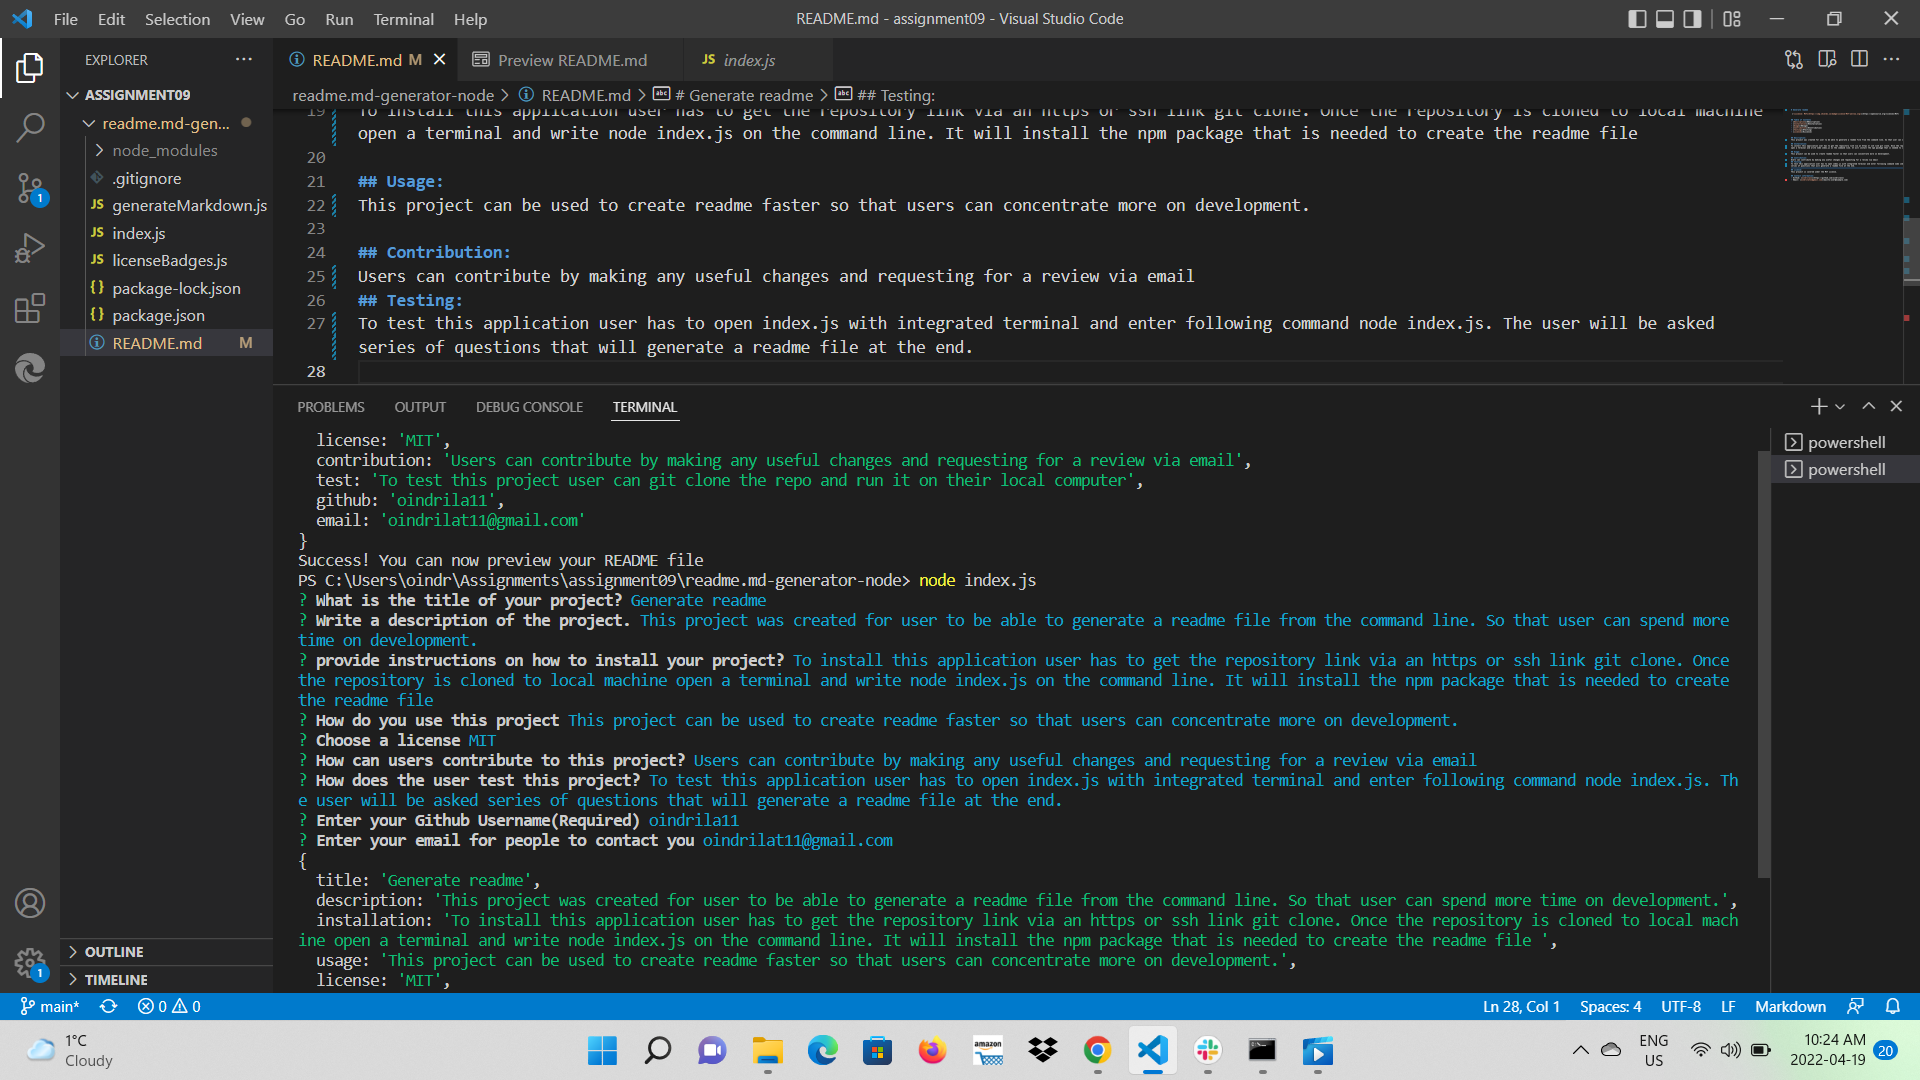 File Edit Selection View Go Run Terminal Help
README.md - assignment09 - Visual Studio Code
EXPLORER
README.md M
Preview README.md
JS index.js
ASSIGNMENT09
readme.md-generator-node > README.md > # Generate readme > ## Testing:
readme.md-gen...
node_modules
.gitignore
JS generateMarkdown.js
JS index.js
JS licenseBadges.js
{} package-lock.json
{} package.json
README.md M
OUTLINE
TIMELINE
19 To install this application user has to get the repository link via an https or ssh link git clone. Once the repository is cloned to local machine
open a terminal and write node index.js on the command line. It will install the npm package that is needed to create the readme file
20
21 ## Usage:
22 This project can be used to create readme faster so that users can concentrate more on development.
23
24 ## Contribution:
25 Users can contribute by making any useful changes and requesting for a review via email
26 ## Testing:
27 To test this application user has to open index.js with integrated terminal and enter following command node index.js. The user will be asked
series of questions that will generate a readme file at the end.
28
PROBLEMS OUTPUT DEBUG CONSOLE TERMINAL
powershell
powershell
license: 'MIT',
contribution: 'Users can contribute by making any useful changes and requesting for a review via email',
test: 'To test this project user can git clone the repo and run it on their local computer',
github: 'oindrila11',
email: 'oindrilat11@gmail.com'
}
Success! You can now preview your README file
PS C:\Users\oindr\Assignments\assignment09\readme.md-generator-node> node index.js
? What is the title of your project? Generate readme
? Write a description of the project. This project was created for user to be able to generate a readme file from the command line. So that user can spend more
time on development.
? provide instructions on how to install your project? To install this application user has to get the repository link via an https or ssh link git clone. Once
the repository is cloned to local machine open a terminal and write node index.js on the command line. It will install the npm package that is needed to create
the readme file
? How do you use this project This project can be used to create readme faster so that users can concentrate more on development.
? Choose a license MIT
? How can users contribute to this project? Users can contribute by making any useful changes and requesting for a review via email
? How does the user test this project? To test this application user has to open index.js with integrated terminal and enter following command node index.js. Th
e user will be asked series of questions that will generate a readme file at the end.
? Enter your Github Username(Required) oindrila11
? Enter your email for people to contact you oindrilat11@gmail.com
{
title: 'Generate readme',
description: 'This project was created for user to be able to generate a readme file from the command line. So that user can spend more time on development.',
installation: 'To install this application user has to get the repository link via an https or ssh link git clone. Once the repository is cloned to local mach
ine open a terminal and write node index.js on the command line. It will install the npm package that is needed to create the readme file ',
usage: 'This project can be used to create readme faster so that users can concentrate more on development.',
license: 'MIT',
main* 0 0
Ln 28, Col 1 Spaces: 4 UTF-8 LF Markdown
1°C
Cloudy
amazon
ENG
US
10:24 AM
2022-04-19
20